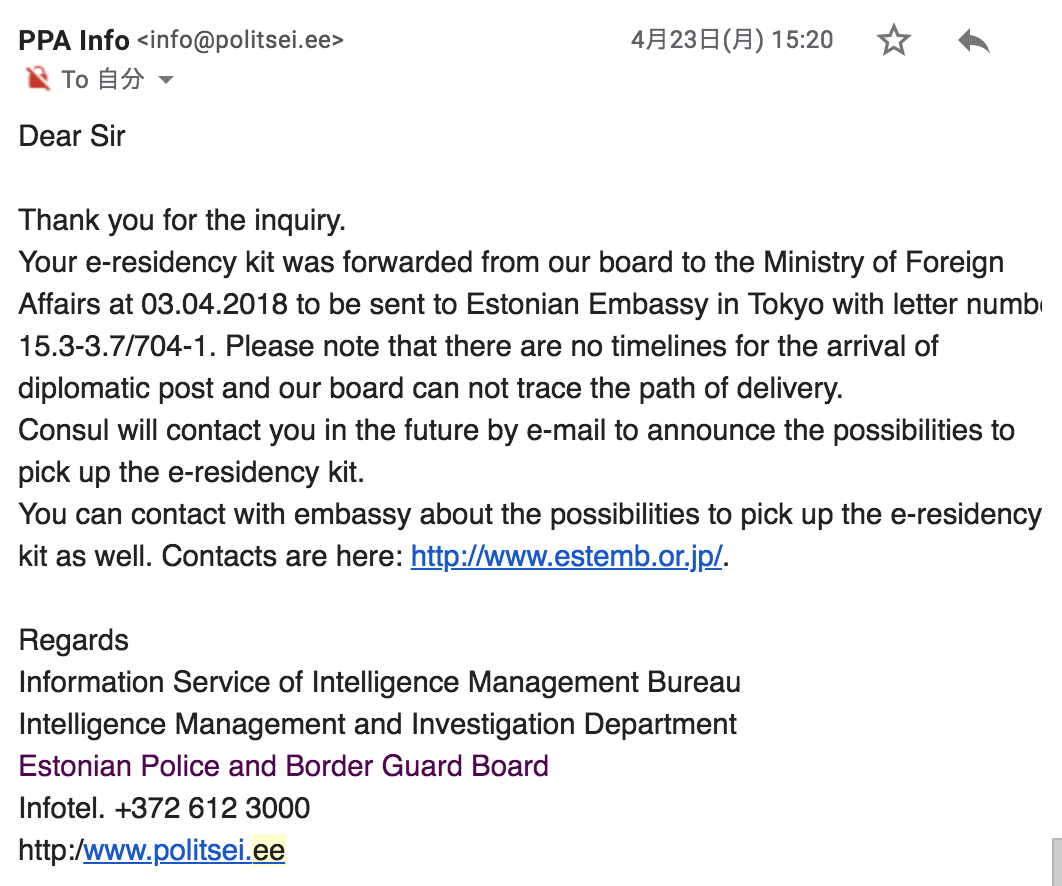 PPA Info <info@politsei.ee> 4月23日(月) 15:20
To 自分
Dear Sir
Thank you for the inquiry.
Your e-residency kit was forwarded from our board to the Ministry of Foreign
Affairs at 03.04.2018 to be sent to Estonian Embassy in Tokyo with letter
15.3-3.7/704-1. Please note that there are no timelines for the arrival of
diplomatic post and our board can not trace the path of delivery.
Consul will contact you in the future by e-mail to announce the possibilities to
pick up the e-residency kit.
You can contact with embassy about the possibilities to pick up the e-residency
kit as well. Contacts are here: http://www.estemb.or.jp/.
Regards
Information Service of Intelligence Management Bureau
Intelligence Management and Investigation Department
Estonian Police and Border Guard Board
Infotel. +372 612 3000
http:/www.politsei.ee